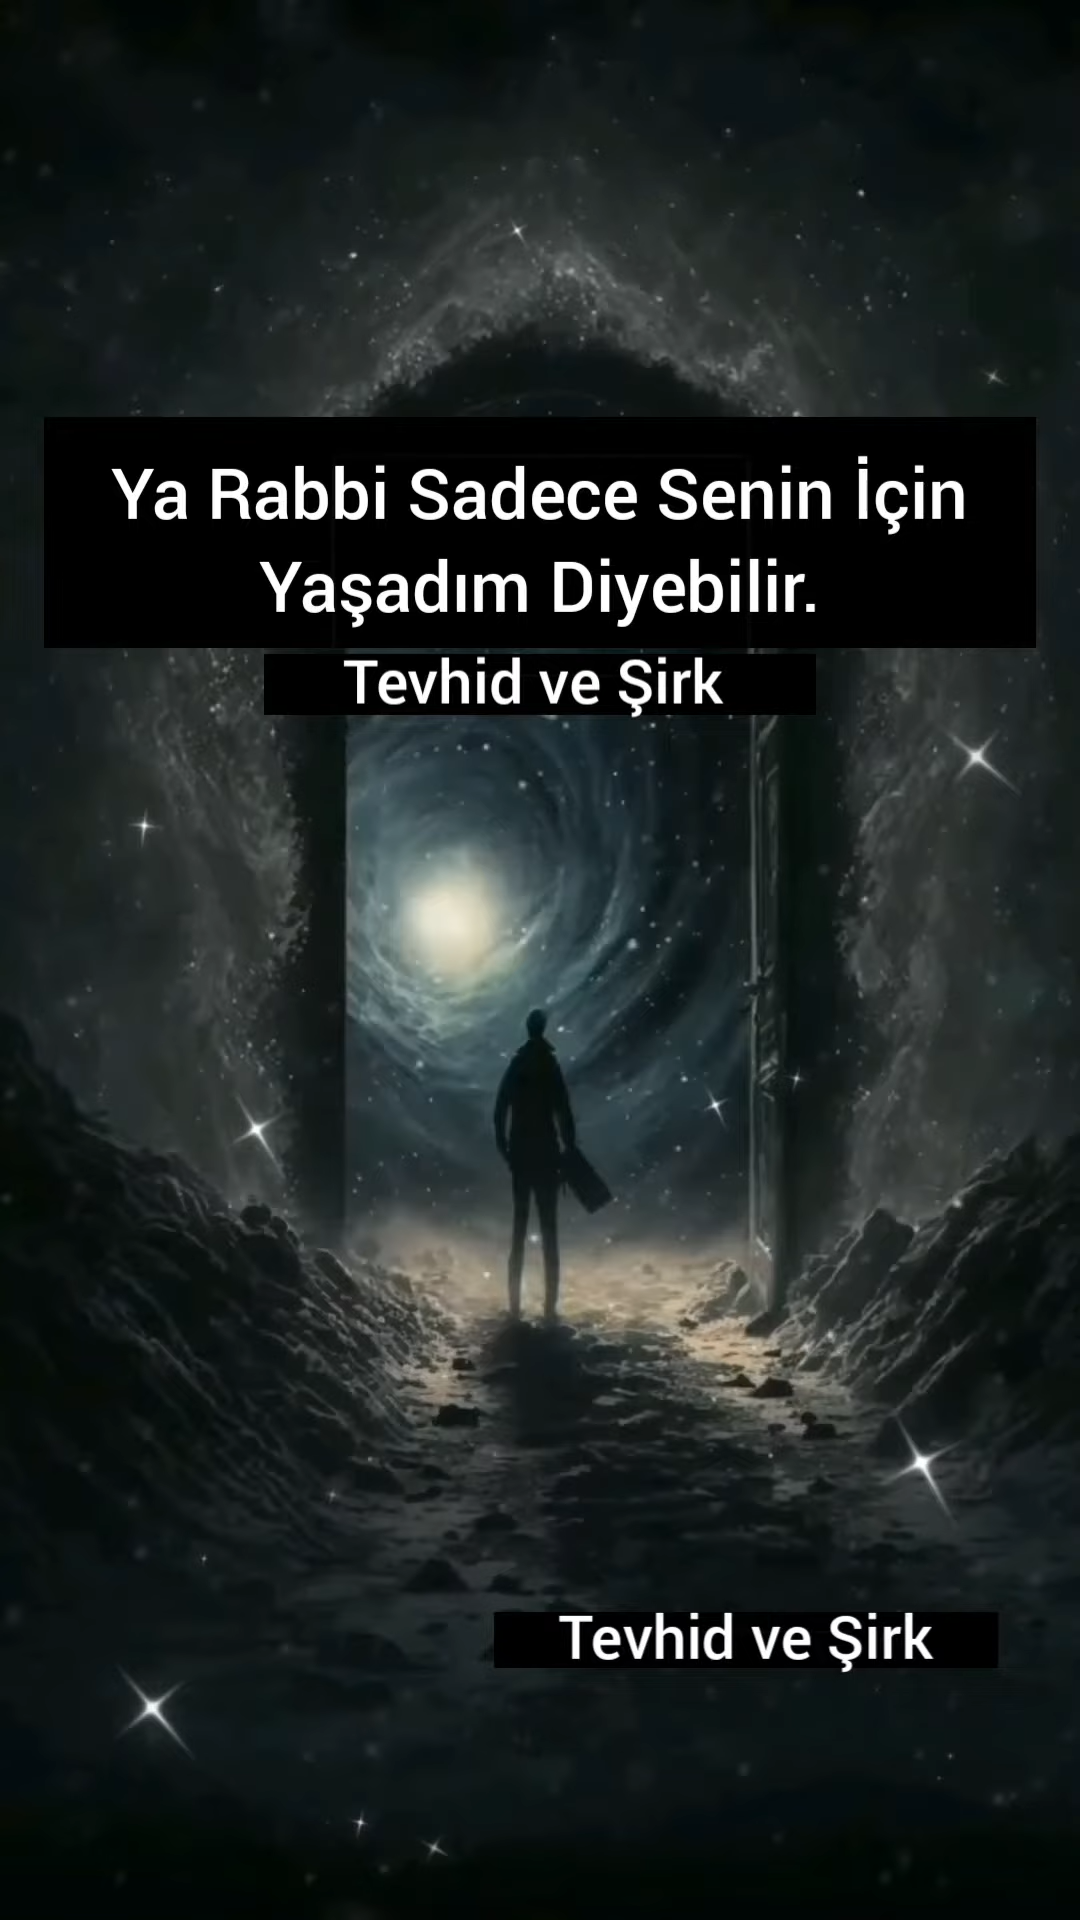 Ya Rabbi Sadece Senin İçin
Yaşadım Diyebilir.
Tevhid ve Şirk
Tevhid ve Şirk